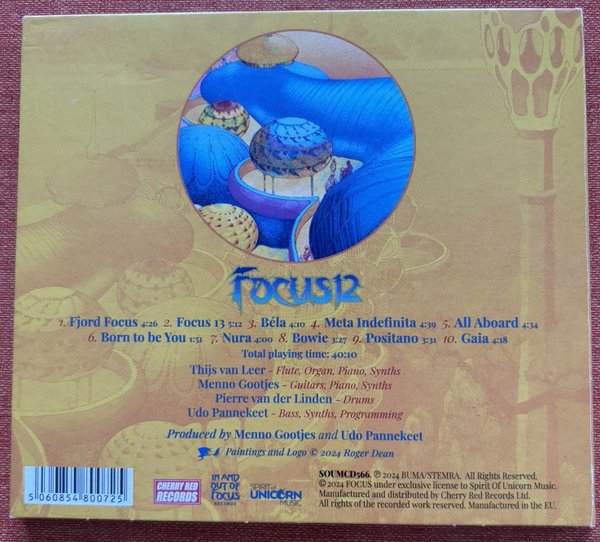 FOCUS12
1. Fjord Focus 4:26 2. Focus 13 5:12 3. Béla 4:10 4. Meta Indefinita 4:39 5. All Aboard 4:34
6. Born to be You 1:51 7. Nura 4:00 8. Bowie 3:27 9. Positano 3:31 10. Gaia 4:18
Total playing time: 40:10
Thijs van Leer - Flute, Organ, Piano, Synths
Menno Gootjes - Guitars, Piano, Synths
Pierre van der Linden - Drums
Udo Pannekeet - Bass, Synths, Programming
Produced by Menno Gootjes and Udo Pannekeet
Paintings and Logo © 2024 Roger Dean
5 060854 800725
CHERRY RED
RECORDS
IN AND
OUT OF
FOCUS
RECORDS
SPIRIT OF
UNICORN
MUSIC
SOUMCD566. ℗ 2024 BUMA/STEMRA. All Rights Reserved.
© 2024 FOCUS under exclusive license to Spirit Of Unicorn Music.
Manufactured and distributed by Cherry Red Records Ltd.
All rights of the recorded work reserved. Manufactured in the EU.